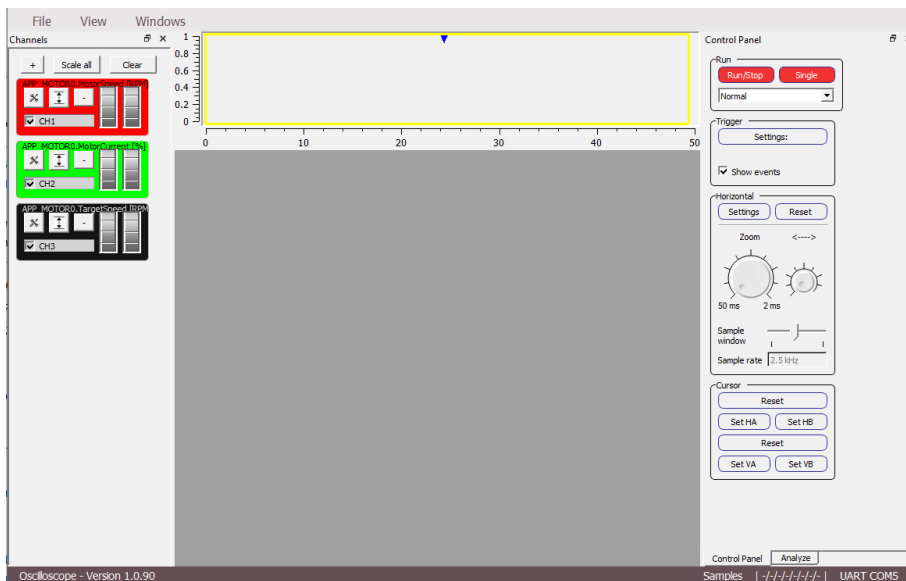 File View Windows
Channels
+ Scale all Clear
APP_MOTOR0.MotorSpeed [RPM]
-
CH1
APP_MOTOR0.MotorCurrent [%]
-
CH2
APP_MOTOR0.TargetSpeed [RPM
-
CH3
1
0.8
0.6
0.4
0.2
0
0 10 20 30 40 50
Control Panel
Run
Run/Stop Single
Normal
Trigger
Settings:
Show events
Horizontal
Settings Reset
Zoom <---->
50 ms 2 ms
Sample
window
Sample rate 2.5 kHz
Cursor
Reset
Set HA Set HB
Reset
Set VA Set VB
Control Panel Analyze
Oscilloscope - Version 1.0.90 Samples |-/-/-/-/-/-/-/-| UART COM5